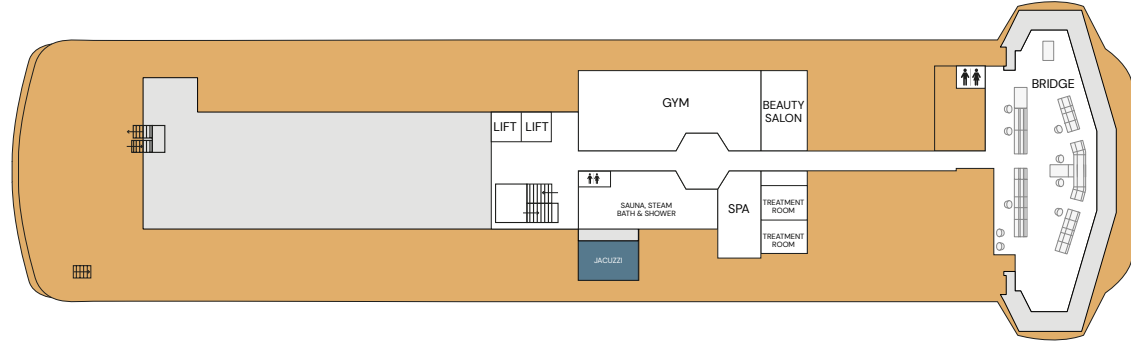 BRIDGE
GYM
BEAUTY
SALON
LIFT
LIFT
SAUNA, STEAM
BATH & SHOWER
SPA
TREATMENT
ROOM
TREATMENT
ROOM
JACUZZI